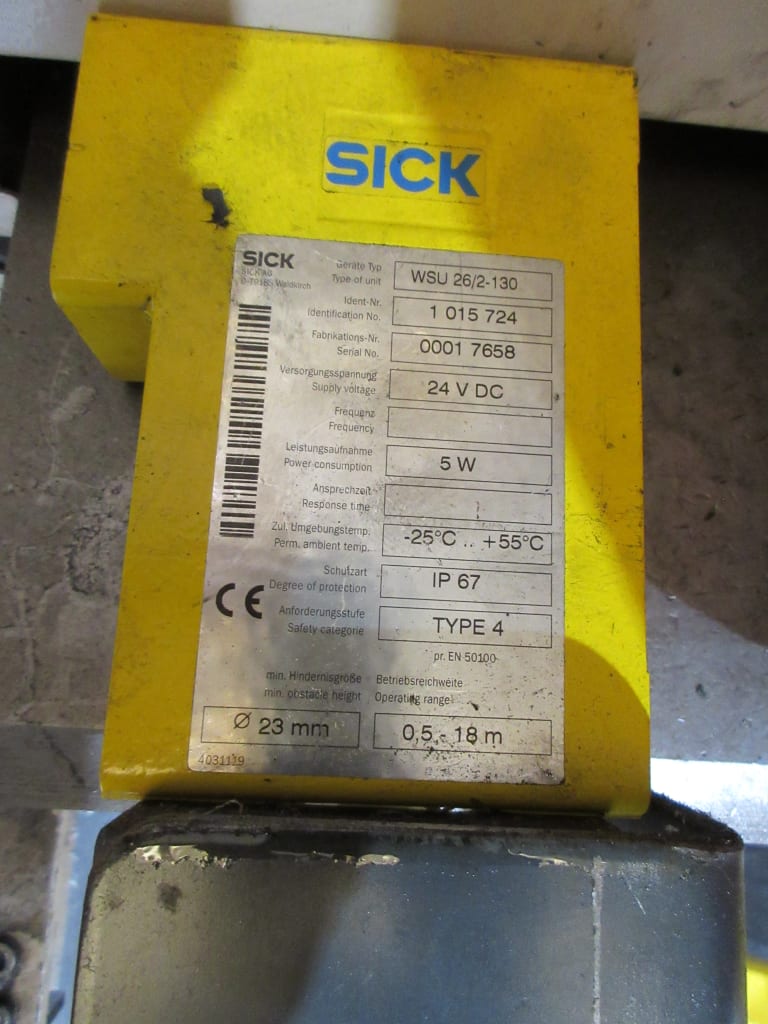 SICK
SICK
SICK AG
D-79183 Waldkirch
Geräte Typ
Type of unit
WSU 26/2-130
Ident-Nr.
Identification No.
1 015 724
Fabrikations-Nr.
Serial No.
0001 7658
Versorgungsspannung
Supply voltage
24 V DC
Frequenz
Frequency
Leistungsaufnahme
Power consumption
5 W
Ansprechzeit
Response time
Zul. Umgebungstemp.
Perm. ambient temp.
-25°C .. +55°C
Schutzart
Degree of protection
IP 67
CE
Anforderungsstufe
Safety categorie
TYPE 4
pr. EN 50100
min. Hindernisgröße
min. obstacle height
Ø 23 mm
Betriebsreichweite
Operating range
0,5 - 18 m
4031119